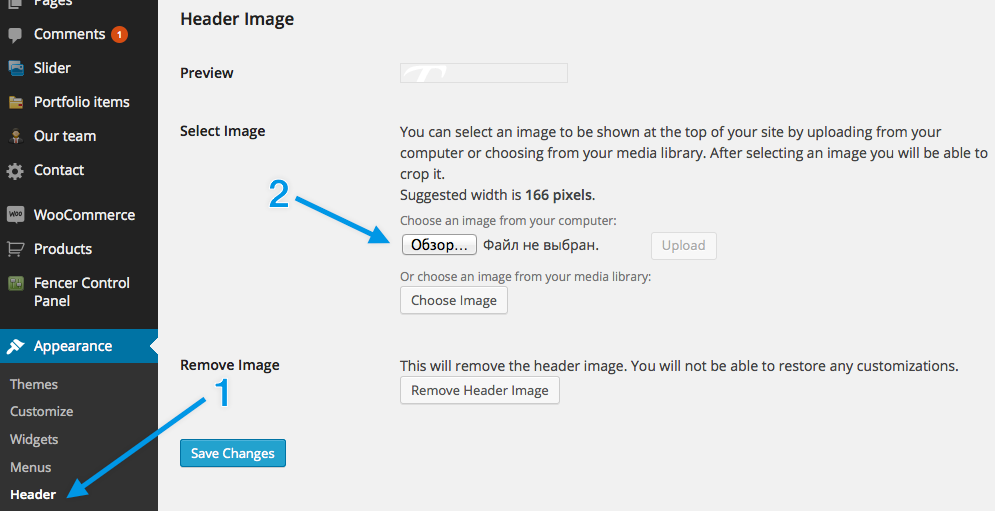 Pages
Comments 1
Slider
Portfolio items
Our team
Contact
WOO WooCommerce
Products
Fencer Control
Panel
Appearance
Themes
Customize
Widgets
Menus
Header
1
Header Image
Preview
Select Image
You can select an image to be shown at the top of your site by uploading from your
computer or choosing from your media library. After selecting an image you will be able to
crop it.
Suggested width is 166 pixels.
2
Choose an image from your computer:
Обзор... Файл не выбран. Upload
Or choose an image from your media library:
Choose Image
Remove Image
This will remove the header image. You will not be able to restore any customizations.
Remove Header Image
Save Changes